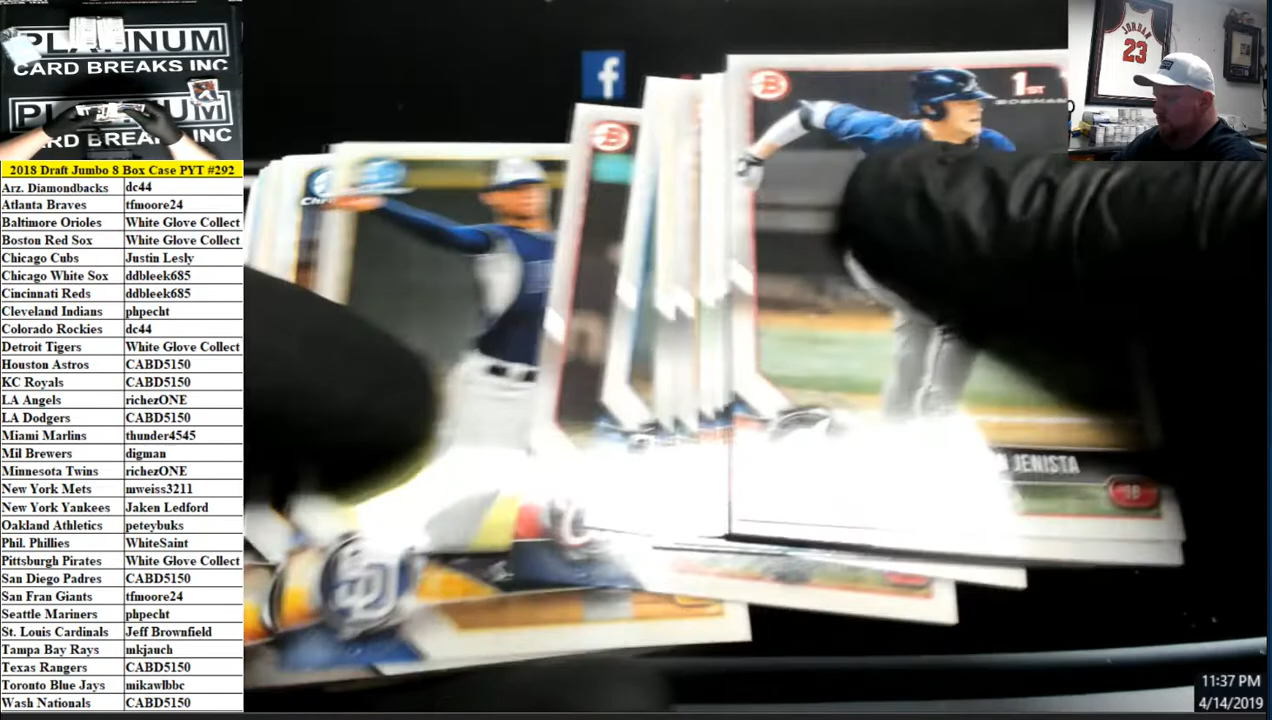 PLATINUM
CARD BREAKS INC
CARD BREAKS INC
JORDAN
23
f
1ST
BOWMAN
JENISTA
SD
2018 Draft Jumbo 8 Box Case PYT #292
Arz. Diamondbacks dc44
Atlanta Braves tfmoore24
Baltimore Orioles White Glove Collect
Boston Red Sox White Glove Collect
Chicago Cubs Justin Lesly
Chicago White Sox ddbleek685
Cincinnati Reds ddbleek685
Cleveland Indians phpecht
Colorado Rockies dc44
Detroit Tigers White Glove Collect
Houston Astros CABD5150
KC Royals CABD5150
LA Angels richezONE
LA Dodgers CABD5150
Miami Marlins thunder4545
Mil Brewers digman
Minnesota Twins richezONE
New York Mets mweiss3211
New York Yankees Jaken Ledford
Oakland Athletics peteybuks
Phil. Phillies WhiteSaint
Pittsburgh Pirates White Glove Collect
San Diego Padres CABD5150
San Fran Giants tfmoore24
Seattle Mariners phpecht
St. Louis Cardinals Jeff Brownfield
Tampa Bay Rays mkjauch
Texas Rangers CABD5150
Toronto Blue Jays mikawlbbc
Wash Nationals CABD5150
11:37 PM
4/14/2019